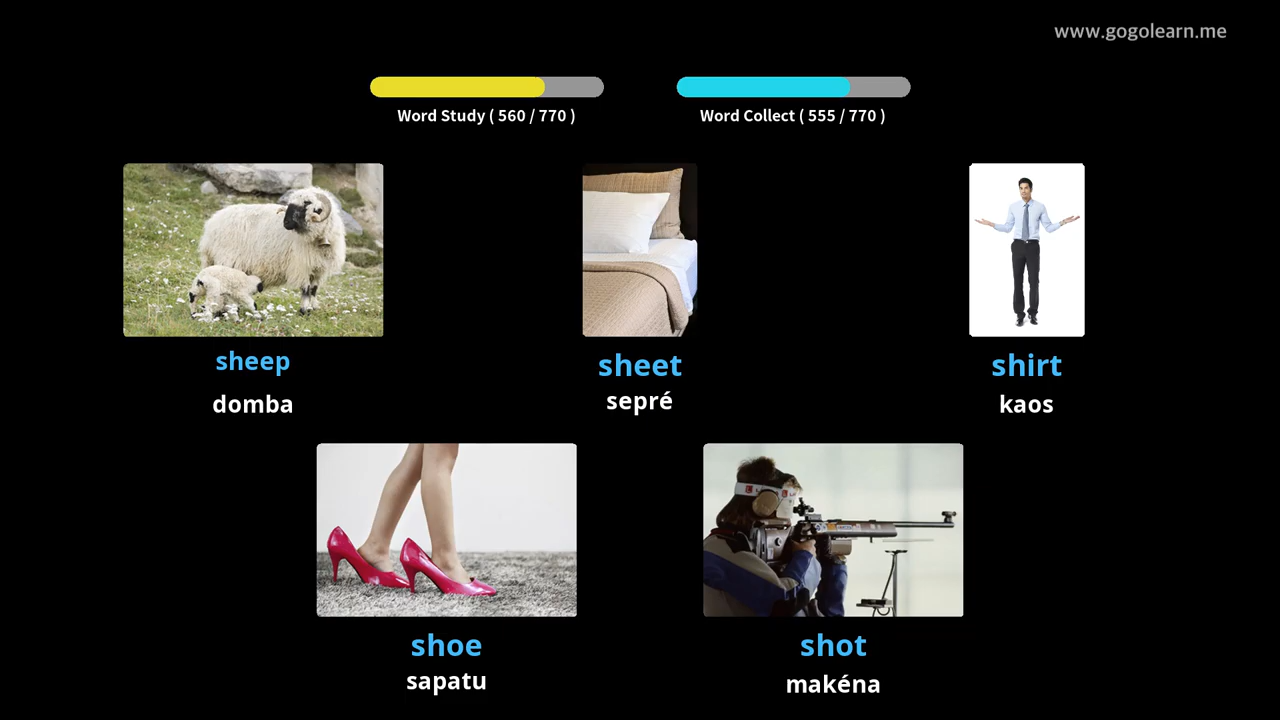 www.gogolearn.me
Word Study ( 560 / 770 )
Word Collect ( 555 / 770 )
sheep
domba
sheet
sepré
shirt
kaos
shoe
sapatu
shot
makéna